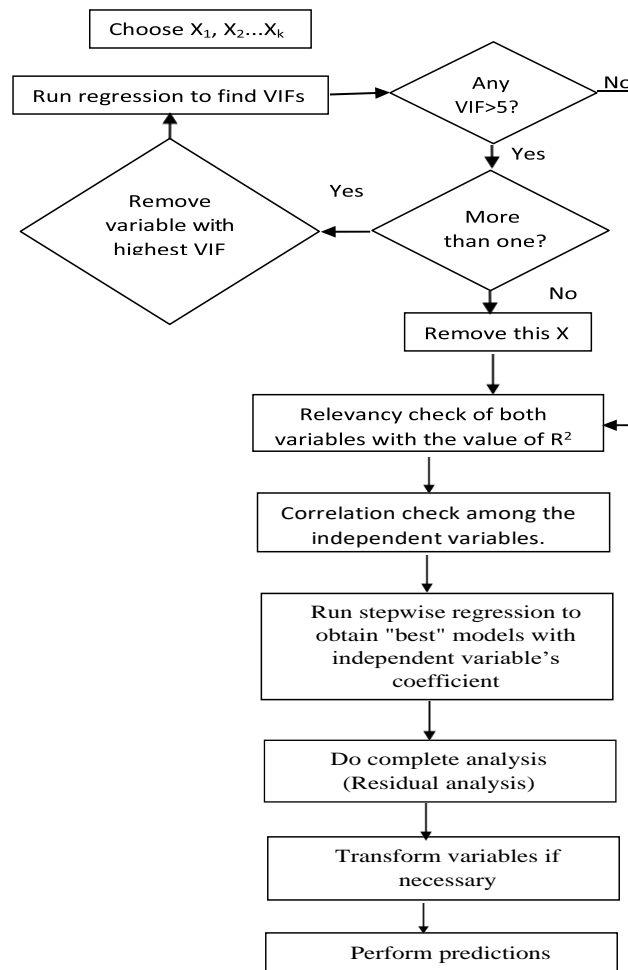 Choose X₁, X₂...Xₖ
Run regression to find VIFs
Any
VIF>5?
No
Yes
Remove
variable with
highest VIF
Yes
More
than one?
No
Remove this X
Relevancy check of both
variables with the value of R²
Correlation check among the
independent variables.
Run stepwise regression to
obtain "best" models with
independent variable’s
coefficient
Do complete analysis
(Residual analysis)
Transform variables if
necessary
Perform predictions